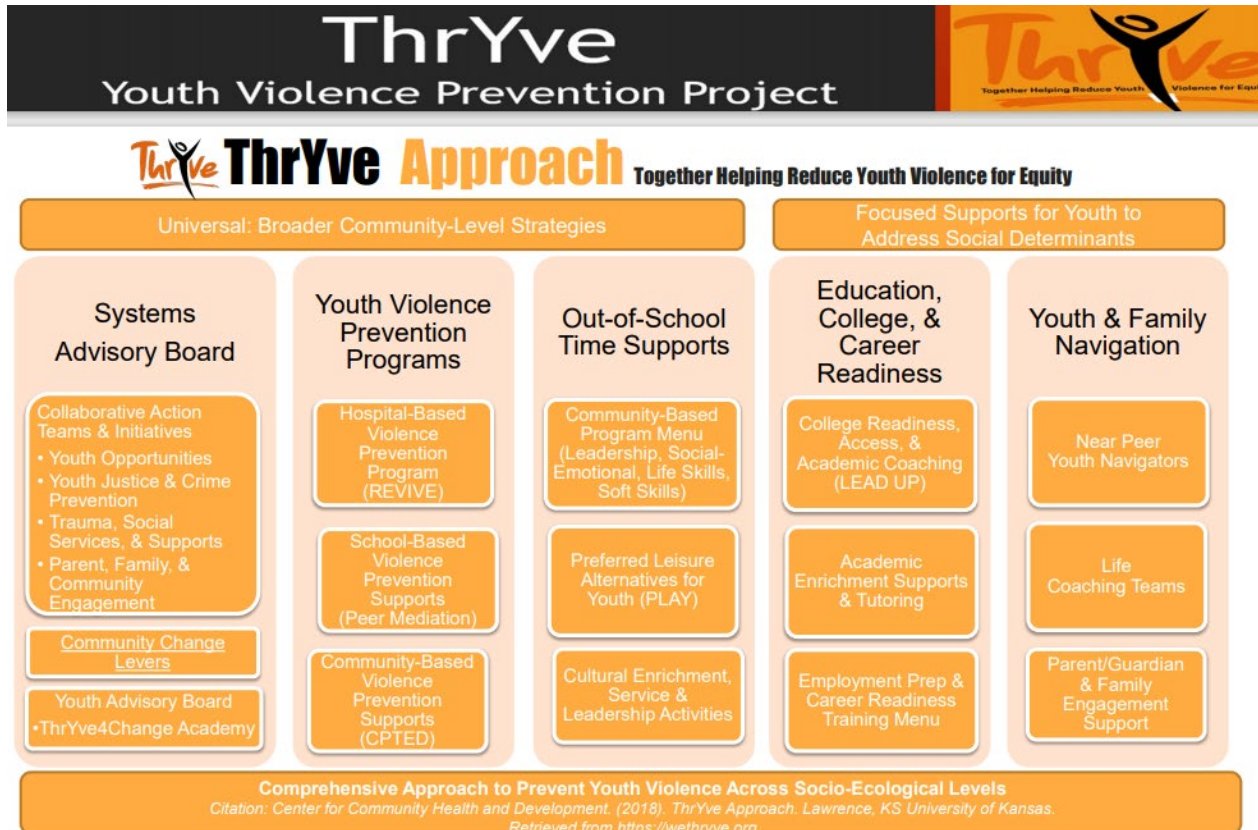 ThrYve
Youth Violence Prevention Project
ThrYve
Together Helping Reduce Youth Violence for Equi
ThrYve
ThrYve Approach Together Helping Reduce Youth Violence for Equity
Universal: Broader Community-Level Strategies
Focused Supports for Youth to
Address Social Determinants
Systems
Advisory Board
Collaborative Action
Teams & Initiatives
• Youth Opportunities
• Youth Justice & Crime
Prevention
• Trauma, Social
Services, & Supports
• Parent, Family, &
Community
Engagement
Community Change
Levers
Youth Advisory Board
•ThrYve4Change Academy
Youth Violence
Prevention
Programs
Hospital-Based
Violence
Prevention
Program
(REVIVE)
School-Based
Violence
Prevention
Supports
(Peer Mediation)
Community-Based
Violence
Prevention
Supports
(CPTED)
Out-of-School
Time Supports
Community-Based
Program Menu
(Leadership, Social-
Emotional, Life Skills,
Soft Skills)
Preferred Leisure
Alternatives for
Youth (PLAY)
Cultural Enrichment,
Service &
Leadership Activities
Education,
College, &
Career
Readiness
College Readiness,
Access, &
Academic Coaching
(LEAD UP)
Academic
Enrichment Supports
& Tutoring
Employment Prep &
Career Readiness
Training Menu
Youth & Family
Navigation
Near Peer
Youth Navigators
Life
Coaching Teams
Parent/Guardian
& Family
Engagement
Support
Comprehensive Approach to Prevent Youth Violence Across Socio-Ecological Levels
Citation: Center for Community Health and Development. (2018). ThrYve Approach. Lawrence, KS University of Kansas.
Retrieved from https://wethryve.org